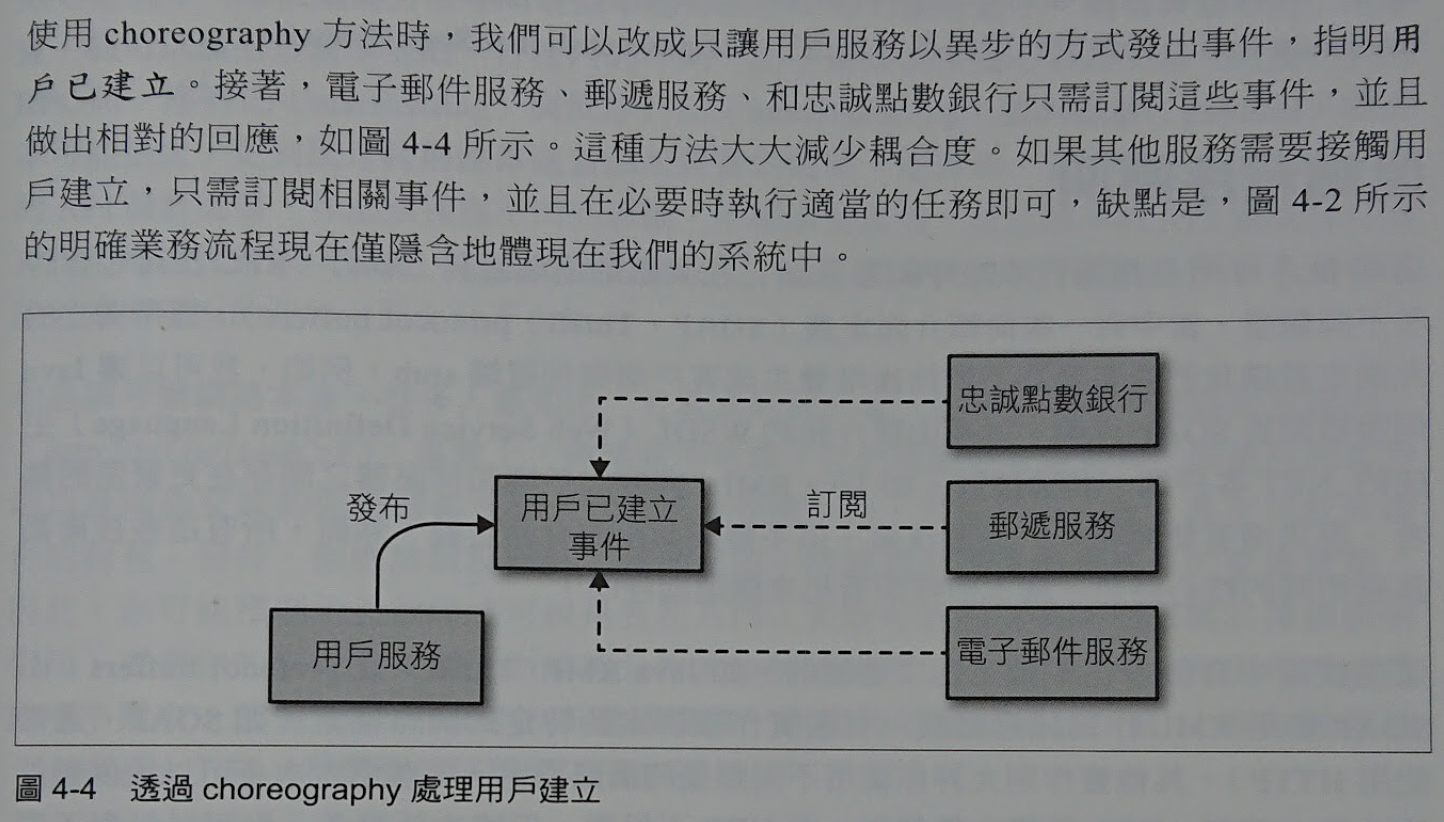 使用 choreography 方法時，我們可以改成只讓用戶服務以異步的方式發出事件，指明用
戶已建立。接著，電子郵件服務、郵遞服務、和忠誠點數銀行只需訂閱這些事件，並且
做出相對的回應，如圖 4-4 所示。這種方法大大減少耦合度。如果其他服務需要接觸用
戶建立，只需訂閱相關事件，並且在必要時執行適當的任務即可，缺點是，圖 4-2 所示
的明確業務流程現在僅隱含地體現在我們的系統中。
忠誠點數銀行
發布
用戶已建立
事件
訂閱
郵遞服務
用戶服務
電子郵件服務
圖 4-4 透過 choreography 處理用戶建立